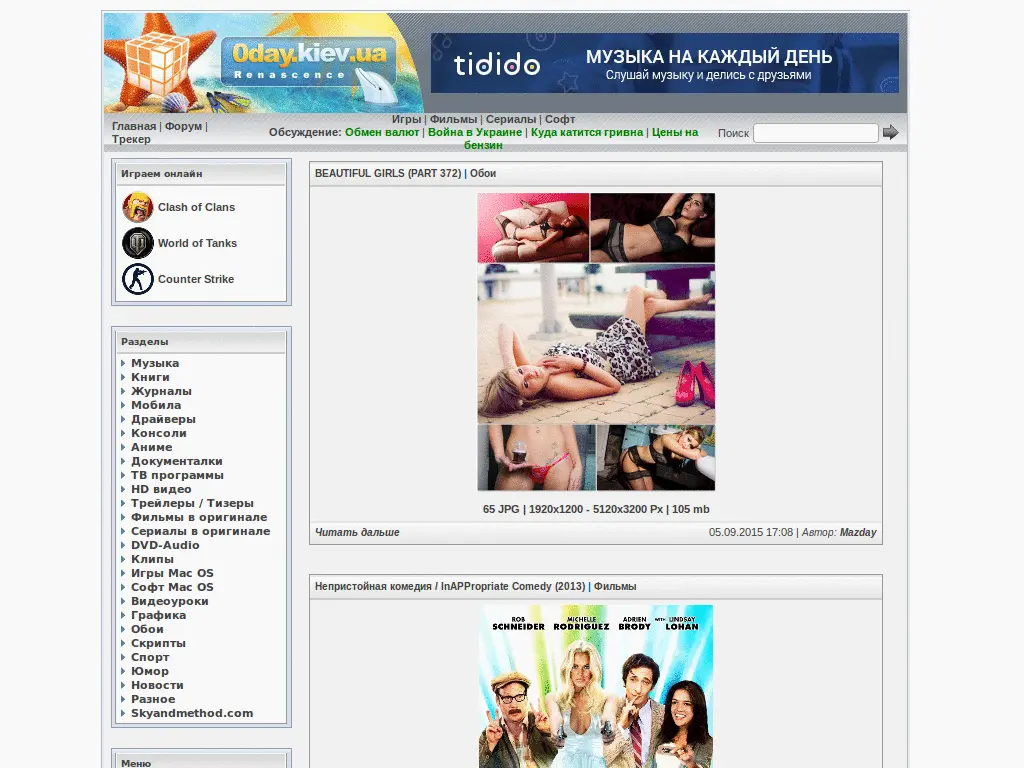 0day.kiev.ua
Renascence
tidido
МУЗЫКА НА КАЖДЫЙ ДЕНЬ
Слушай музыку и делись с друзьями
Главная | Форум |
Трекер
Игры | Фильмы | Сериалы | Софт
Обсуждение: Обмен валют | Война в Украине | Куда катится гривна | Цены на
бензин
Поиск
Играем онлайн
Clash of Clans
World of Tanks
Counter Strike
Разделы
Музыка
Книги
Журналы
Мобила
Драйверы
Консоли
Аниме
Документалки
ТВ программы
HD видео
Трейлеры / Тизеры
Фильмы в оригинале
Сериалы в оригинале
DVD-Audio
Клипы
Игры Mac OS
Софт Mac OS
Видеоуроки
Графика
Обои
Скрипты
Спорт
Юмор
Новости
Разное
Skyandmethod.com
Меню
BEAUTIFUL GIRLS (PART 372) | Обои
65 JPG | 1920x1200 - 5120x3200 Px | 105 mb
Читать дальше
05.09.2015 17:08 | Автор: Mazday
Непристойная комедия / InAPPropriate Comedy (2013) | Фильмы
ROB SCHNEIDER MICHELLE RODRIGUEZ ADRIEN BRODY WITH LINDSAY LOHAN